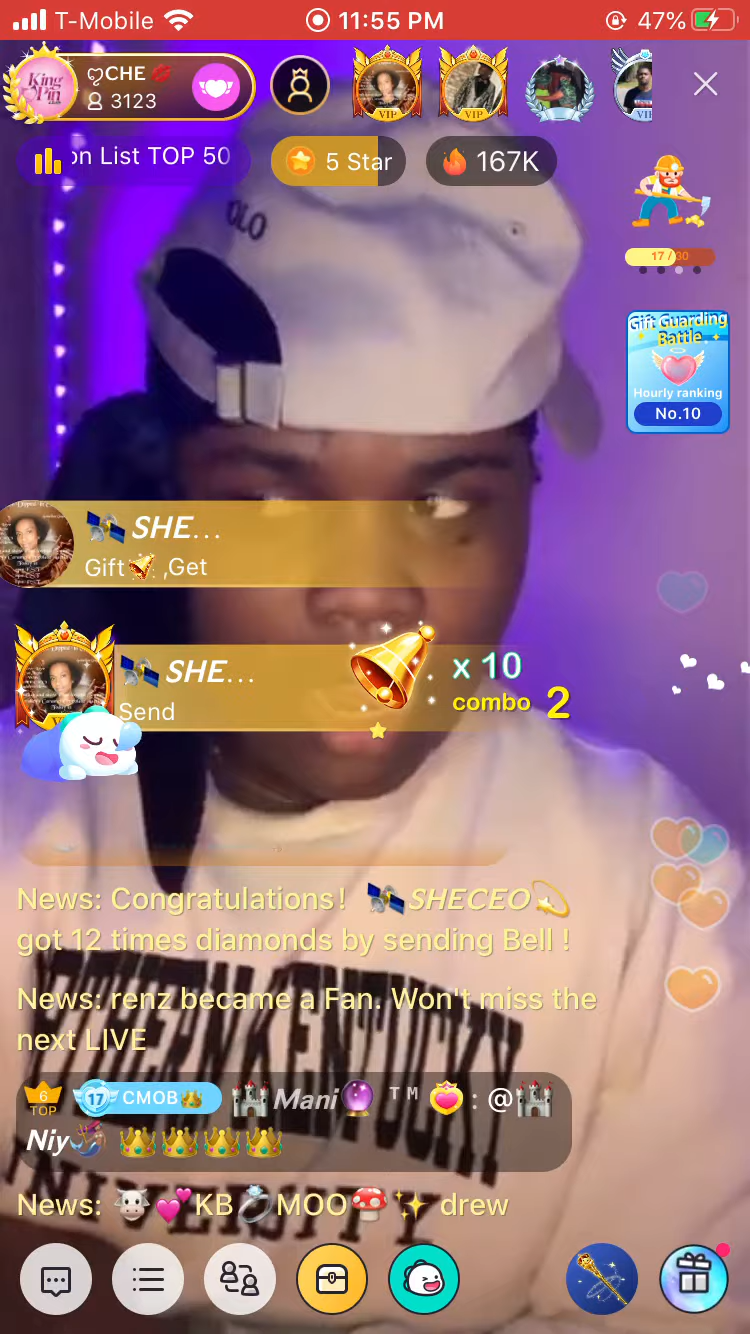 T-Mobile 11:55 PM 47%
King Pin
ღCHE💋
3123
VIP VIP
on List TOP 50 5 Star 167K
OLO
17 / 30
Gift Guarding
Battle
Hourly ranking
No.10
🛰️SHE...
Gift🔔,Get
🛰️SHE...
Send
x 10
combo 2
News: Congratulations! 🛰️SHECEO💫
got 12 times diamonds by sending Bell !
News: renz became a Fan. Won't miss the
next LIVE
6 TOP 17 CMOB👑 🏰Mani🔮 ᵀᴹ : @🏰
Niy🧜‍♀️ 👑👑👑👑
News: 🐮💕KB💍MOO🍄✨ drew
KENTUCKY